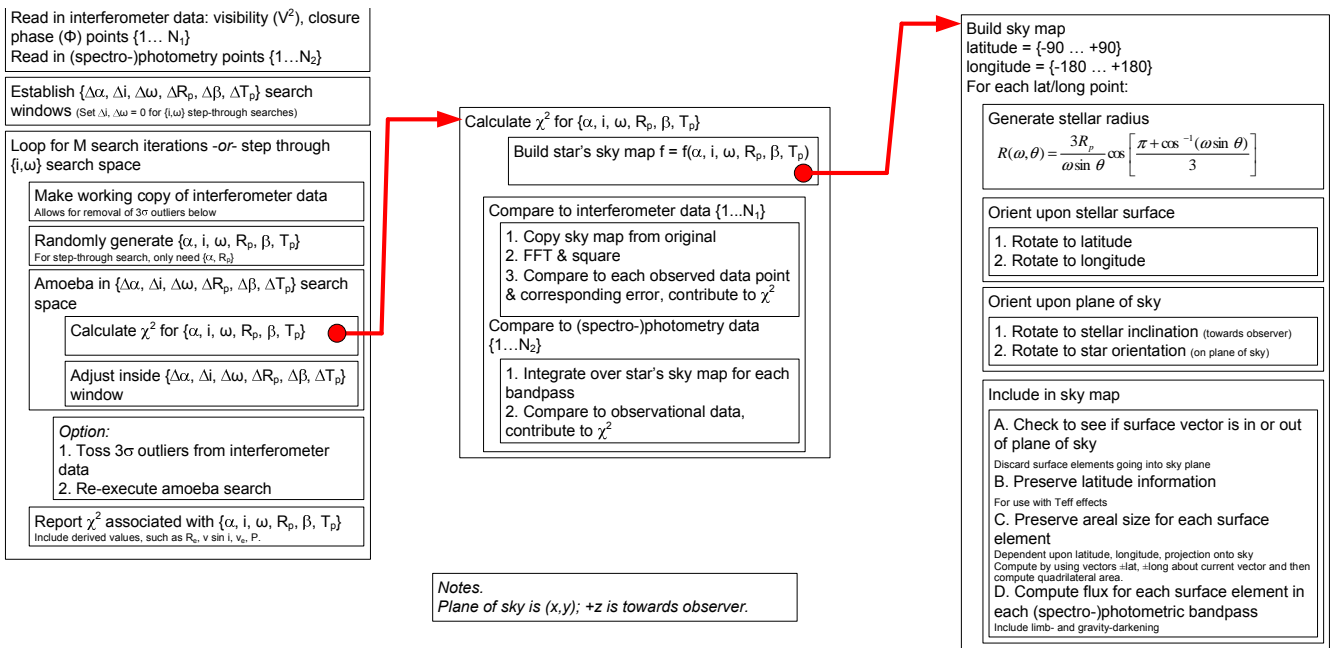 Read in interferometer data: visibility (V²), closure
phase (Φ) points {1… N₁}
Read in (spectro-)photometry points {1…N₂}
Establish {Δα, Δi, Δω, ΔRₚ, Δβ, ΔTₚ} search
windows (Set Δi, Δω = 0 for {i,ω} step-through searches)
Loop for M search iterations -or- step through
{i,ω} search space
Make working copy of interferometer data
Allows for removal of 3σ outliers below
Randomly generate {α, i, ω, Rₚ, β, Tₚ}
For step-through search, only need {α, Rₚ}
Amoeba in {Δα, Δi, Δω, ΔRₚ, Δβ, ΔTₚ} search
space
Calculate χ² for {α, i, ω, Rₚ, β, Tₚ}
Adjust inside {Δα, Δi, Δω, ΔRₚ, Δβ, ΔTₚ}
window
Option:
1. Toss 3σ outliers from interferometer
data
2. Re-execute amoeba search
Report χ² associated with {α, i, ω, Rₚ, β, Tₚ}
Include derived values, such as Rₑ, v sin i, vₑ, P.
Calculate χ² for {α, i, ω, Rₚ, β, Tₚ}
Build star's sky map f = f(α, i, ω, Rₚ, β, Tₚ)
Compare to interferometer data {1...N₁}
1. Copy sky map from original
2. FFT & square
3. Compare to each observed data point
& corresponding error, contribute to χ²
Compare to (spectro-)photometry data
{1…N₂}
1. Integrate over star's sky map for each
bandpass
2. Compare to observational data,
contribute to χ²
Notes.
Plane of sky is (x,y); +z is towards observer.
Build sky map
latitude = {-90 … +90}
longitude = {-180 … +180}
For each lat/long point:
Generate stellar radius
R(ω,θ) = 3Rₚ / (ω sin θ) cos [ (π + cos⁻¹(ω sin θ)) / 3 ]
Orient upon stellar surface
1. Rotate to latitude
2. Rotate to longitude
Orient upon plane of sky
1. Rotate to stellar inclination (towards observer)
2. Rotate to star orientation (on plane of sky)
Include in sky map
A. Check to see if surface vector is in or out
of plane of sky
Discard surface elements going into sky plane
B. Preserve latitude information
For use with Teff effects
C. Preserve areal size for each surface
element
Dependent upon latitude, longitude, projection onto sky
Compute by using vectors ±lat, ±long about current vector and then
compute quadrilateral area.
D. Compute flux for each surface element in
each (spectro-)photometric bandpass
Include limb- and gravity-darkening